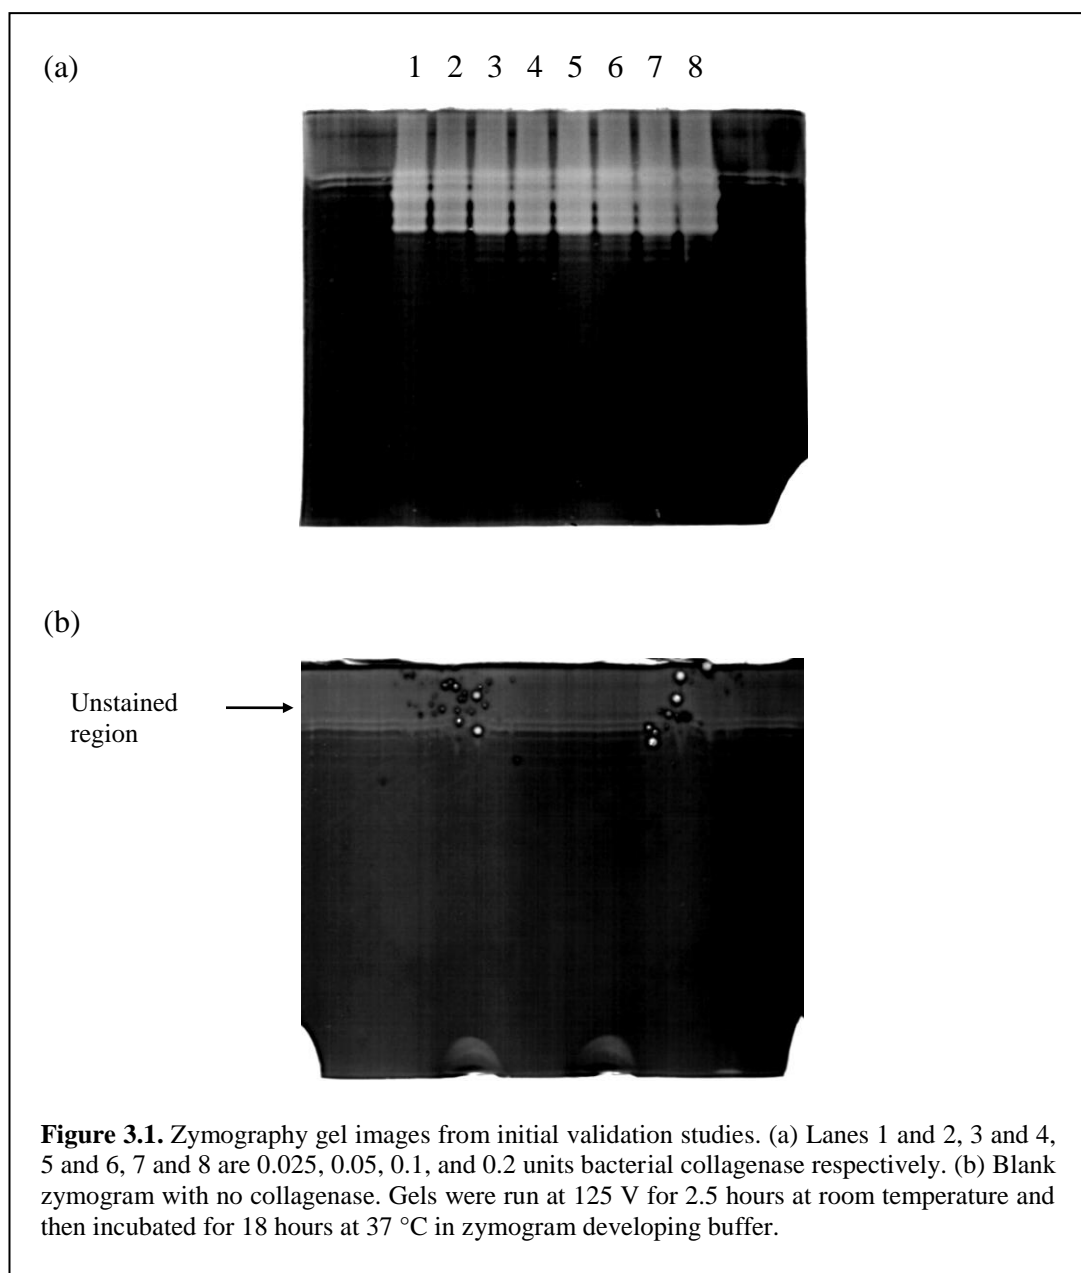 (a)
1 2 3 4 5 6 7 8
(b)
Unstained
region
Figure 3.1. Zymography gel images from initial validation studies. (a) Lanes 1 and 2, 3 and 4,
5 and 6, 7 and 8 are 0.025, 0.05, 0.1, and 0.2 units bacterial collagenase respectively. (b) Blank
zymogram with no collagenase. Gels were run at 125 V for 2.5 hours at room temperature and
then incubated for 18 hours at 37 °C in zymogram developing buffer.